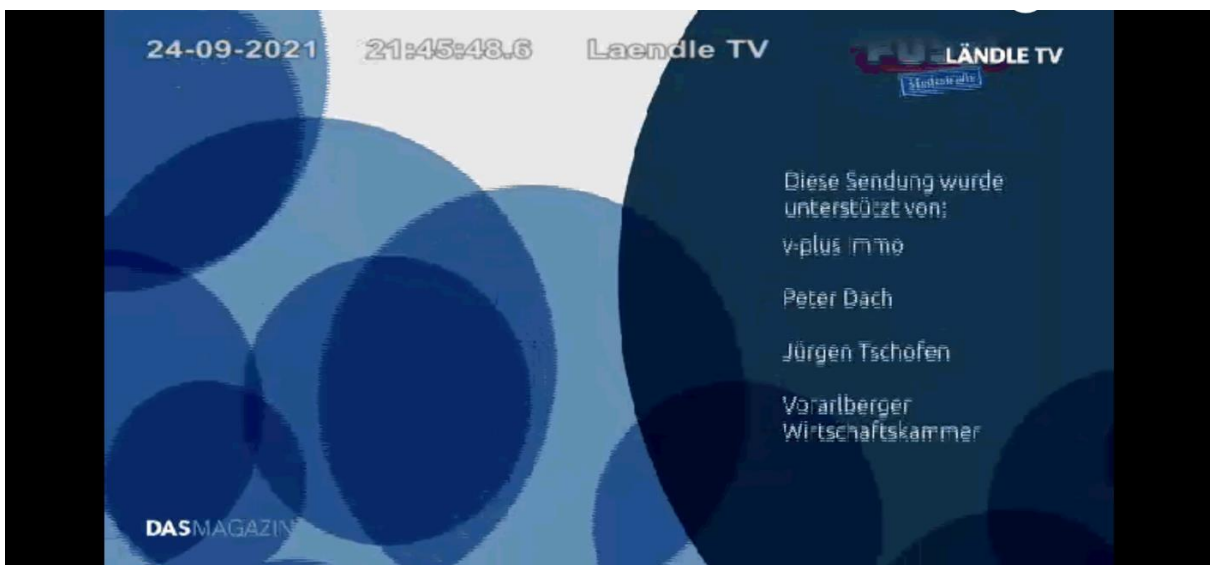 24-09-2021 21:45:48.6 Laendle TV
LÄNDLE TV
Diese Sendung wurde
unterstützt von:
v-plus immo
Peter Dach
Jürgen Tschofen
Vorarlberger
Wirtschaftskammer
DASMAGAZIN